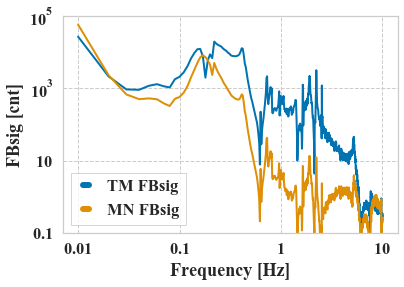 FBsig [cnt]
10^5
10^3
10
0.1
TM FBsig
MN FBsig
0.01 0.1 1 10
Frequency [Hz]